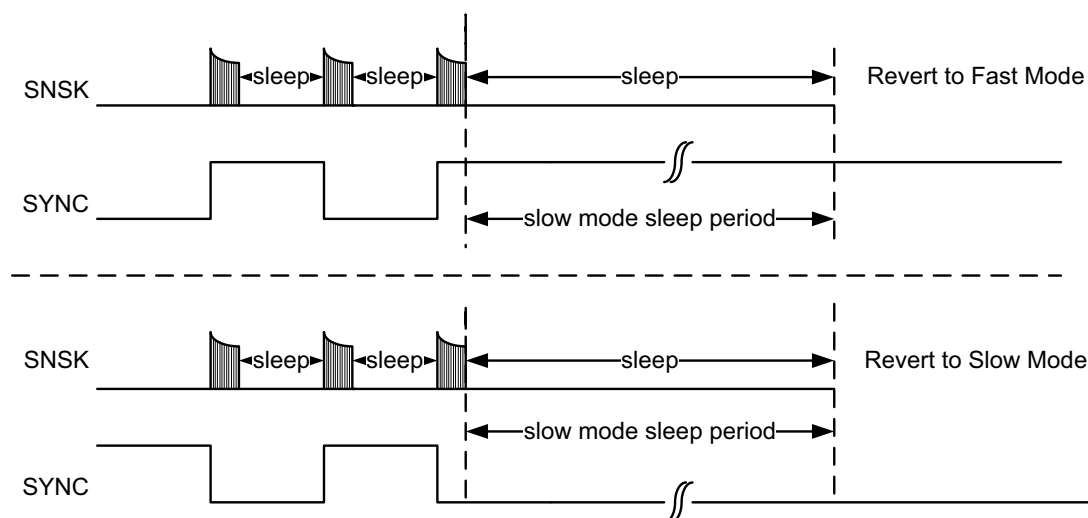 sleep sleep sleep Revert to Fast Mode
SNSK
SYNC
slow mode sleep period
sleep sleep sleep Revert to Slow Mode
SNSK
slow mode sleep period
SYNC